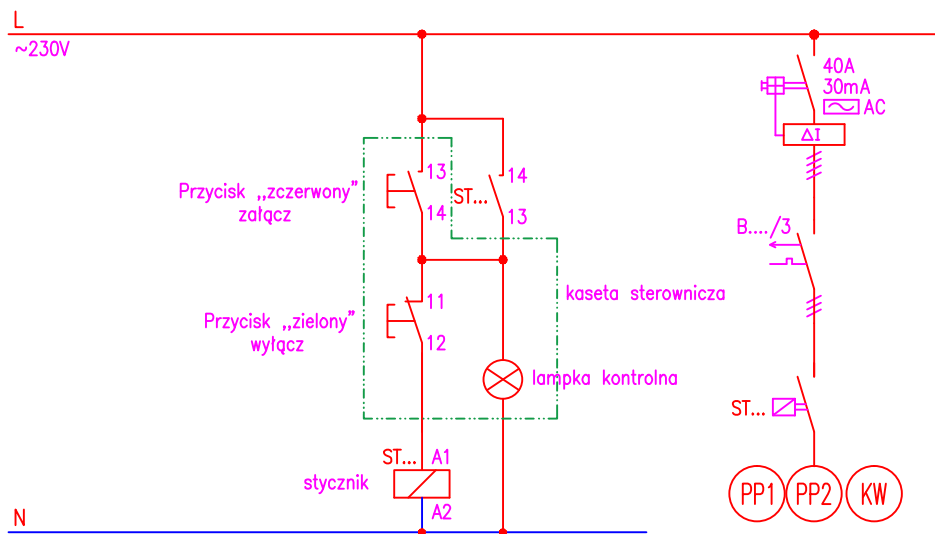 L
~230V
40A
30mA
AC
ΔI
13
14
Przycisk ,,zczerwony”
załącz
ST...
14
13
B..../3
kaseta sterownicza
11
Przycisk ,,zielony”
wyłącz
12
lampka kontrolna
ST...
ST...
A1
stycznik
A2
PP1
PP2
KW
N